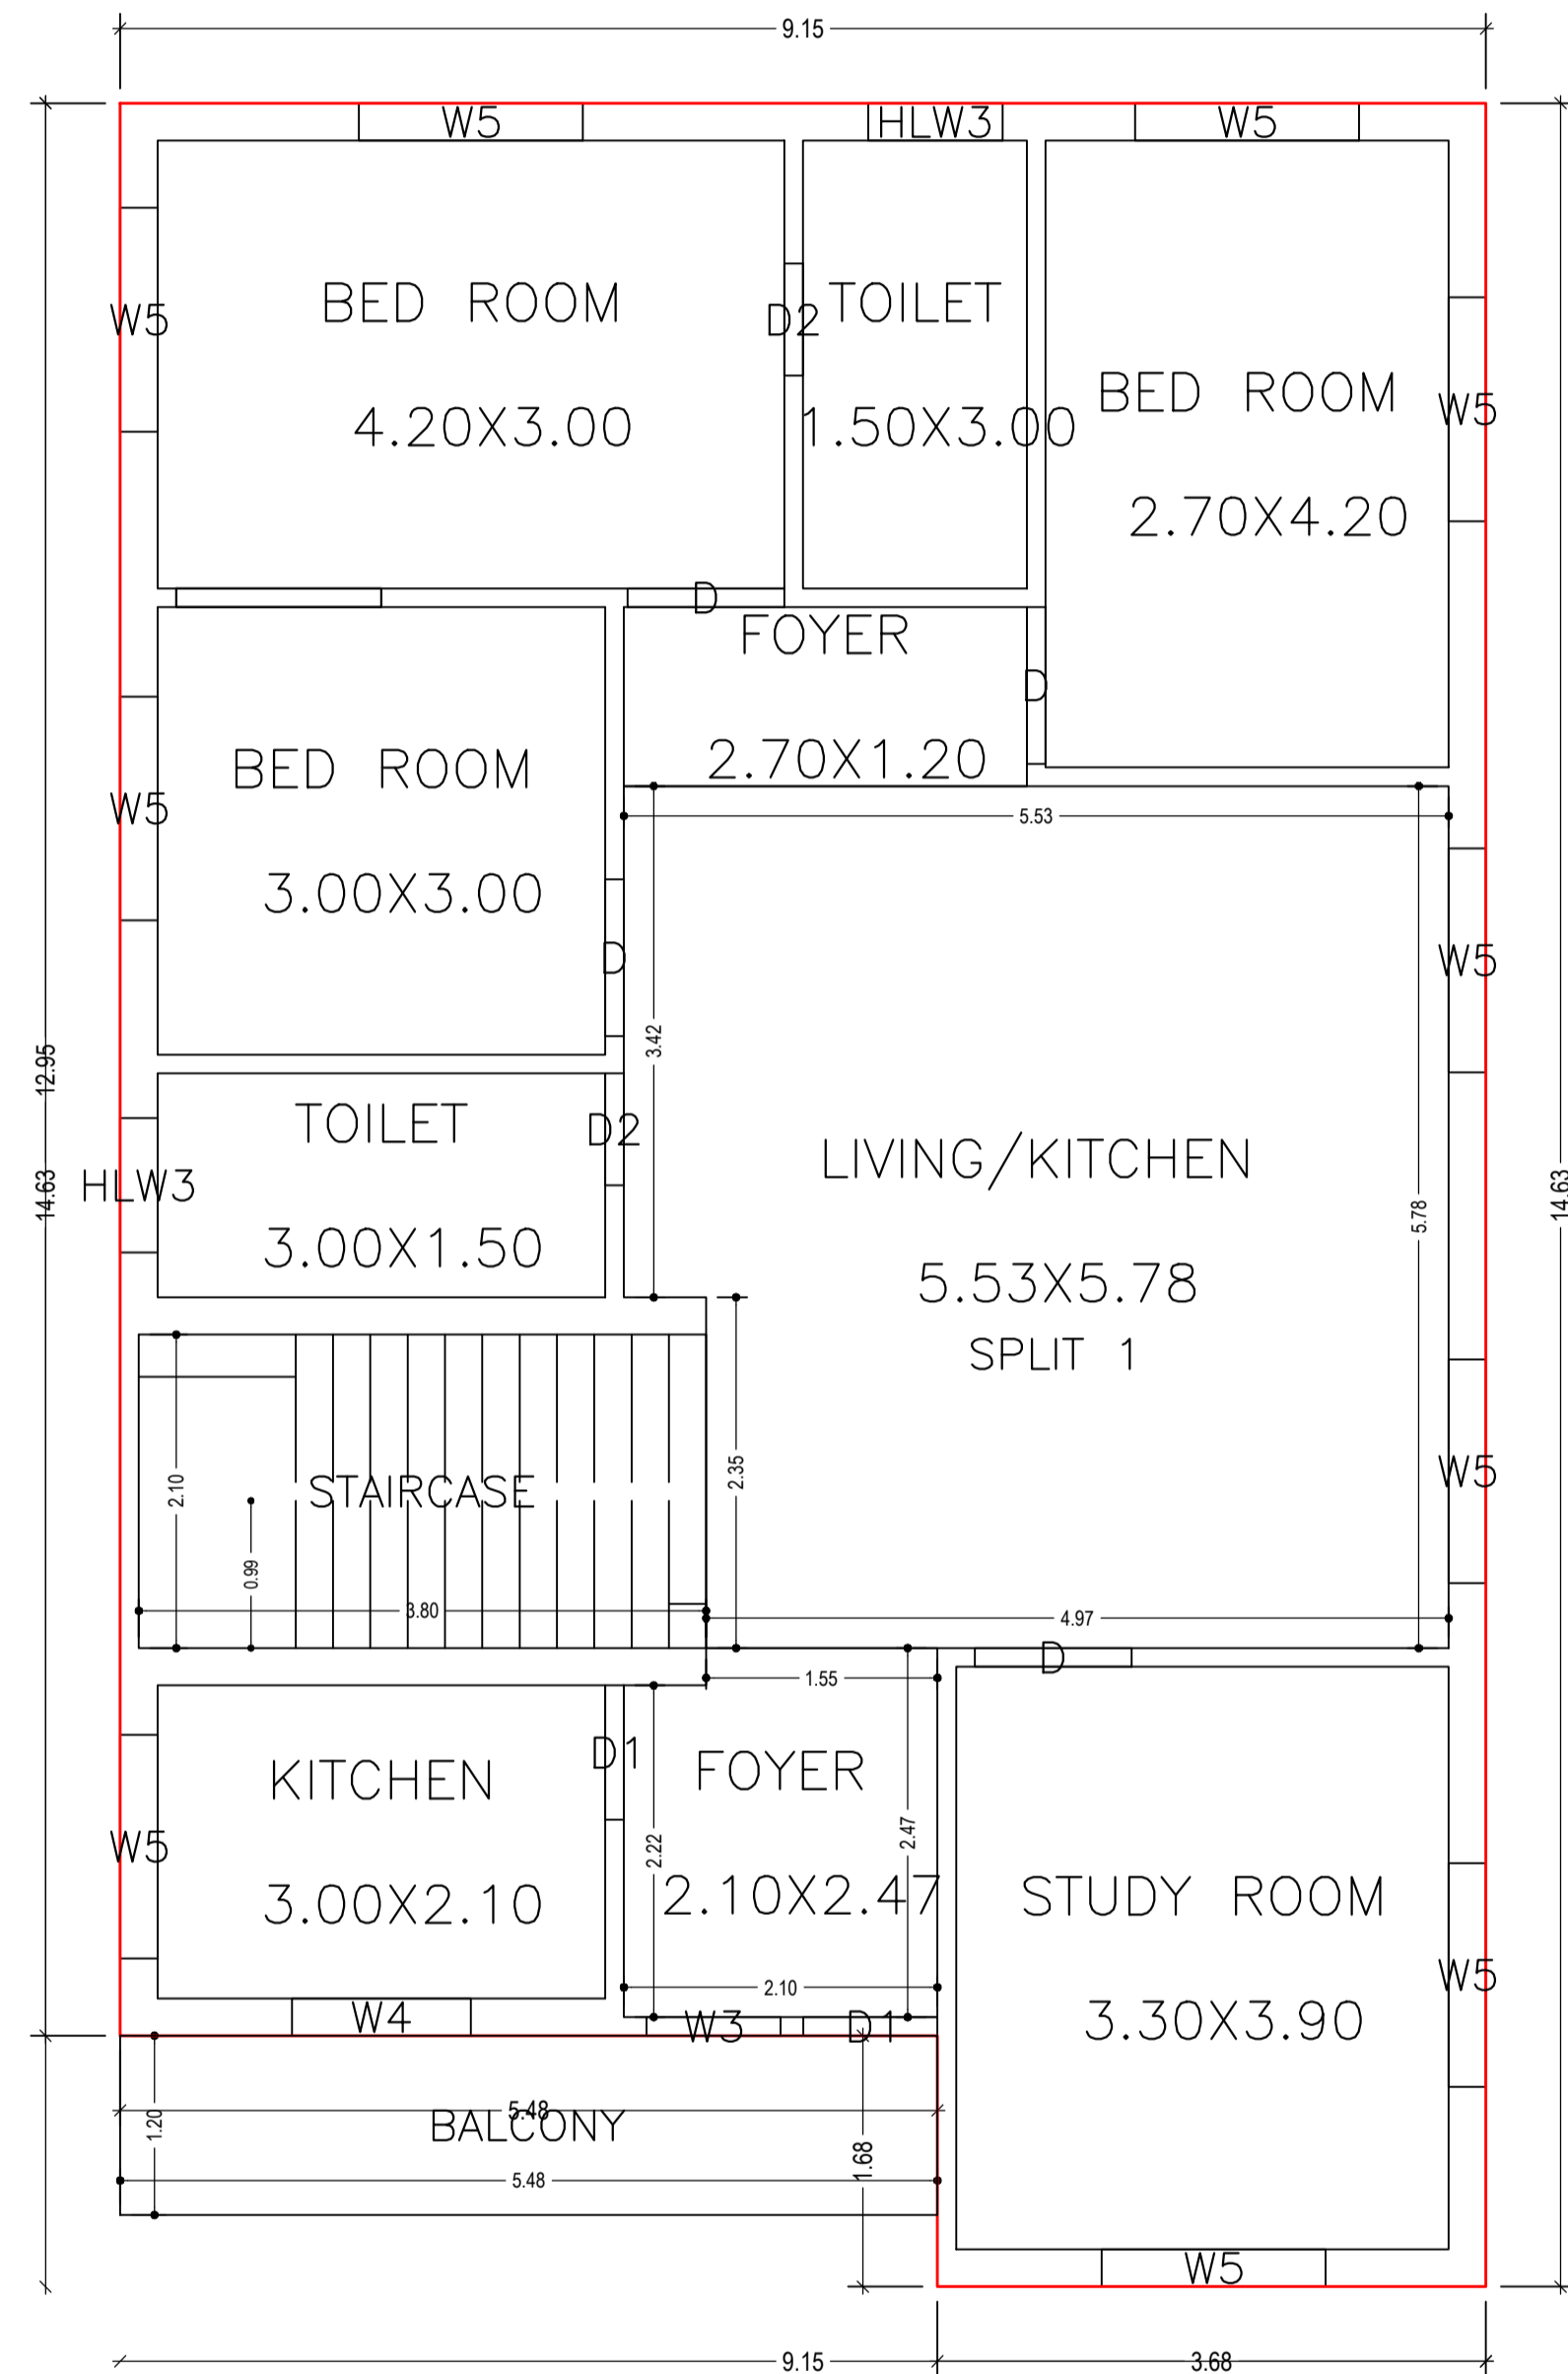 9.15
W5
HLW3
W5
BED ROOM
4.20X3.00
W5
D2
TOILET
1.50X3.00
BED ROOM
2.70X4.20
W5
D
FOYER
2.70X1.20
D
BED ROOM
3.00X3.00
W5
D
5.53
3.42
W5
12.95
14.63
TOILET
3.00X1.50
D2
HLW3
LIVING/KITCHEN
5.53X5.78
SPLIT 1
5.78
14.63
2.10
STAIRCASE
0.99
3.80
2.35
W5
4.97
D
1.55
KITCHEN
3.00X2.10
W5
D1
FOYER
2.10X2.47
2.22
2.47
2.10
STUDY ROOM
3.30X3.90
W5
W4
W3
D1
5.48
BALCONY
1.20
5.48
1.68
W5
9.15
3.68